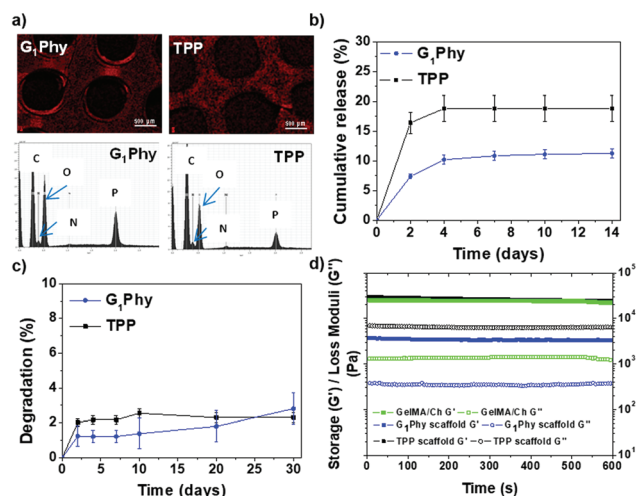 a)
G₁Phy
TPP
500 µm
500 µm
C
O
N
P
G₁Phy
C
O
N
P
TPP
b)
Cumulative release (%)
30
25
20
15
10
5
0
G₁Phy
TPP
0 2 4 6 8 10 12 14
Time (days)
c)
Degradation (%)
10
8
6
4
2
0
G₁Phy
TPP
0 5 10 15 20 25 30
Time (days)
d)
Storage (G') / Loss Moduli (G'')
(Pa)
10⁵
10⁴
10³
10²
10¹
GelMA/Ch G' GelMA/Ch G''
G₁Phy scaffold G' G₁Phy scaffold G''
TPP scaffold G' TPP scaffold G''
0 100 200 300 400 500 600
Time (s)